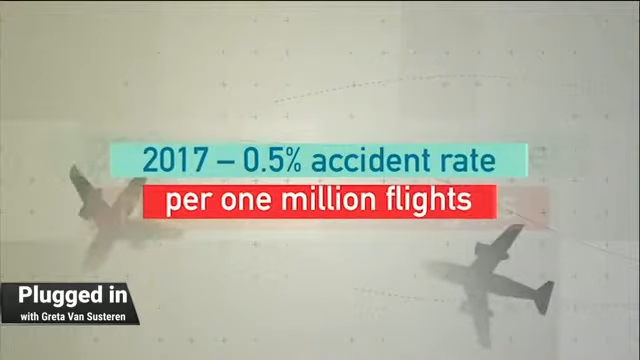 2017 – 0.5% accident rate
per one million flights
Plugged in
with Greta Van Susteren